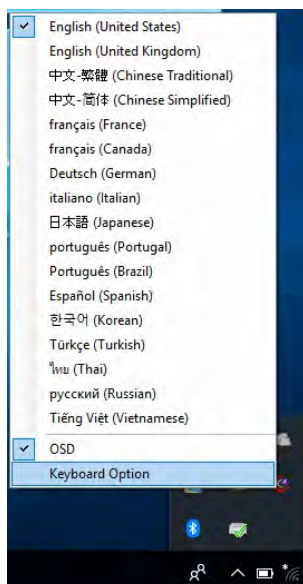 English (United States)
English (United Kingdom)
中文-繁體 (Chinese Traditional)
中文-简体 (Chinese Simplified)
français (France)
français (Canada)
Deutsch (German)
italiano (Italian)
日本語 (Japanese)
português (Portugal)
Português (Brazil)
Español (Spanish)
한국어 (Korean)
Türkçe (Turkish)
ไทย (Thai)
русский (Russian)
Tiếng Việt (Vietnamese)
OSD
Keyboard Option